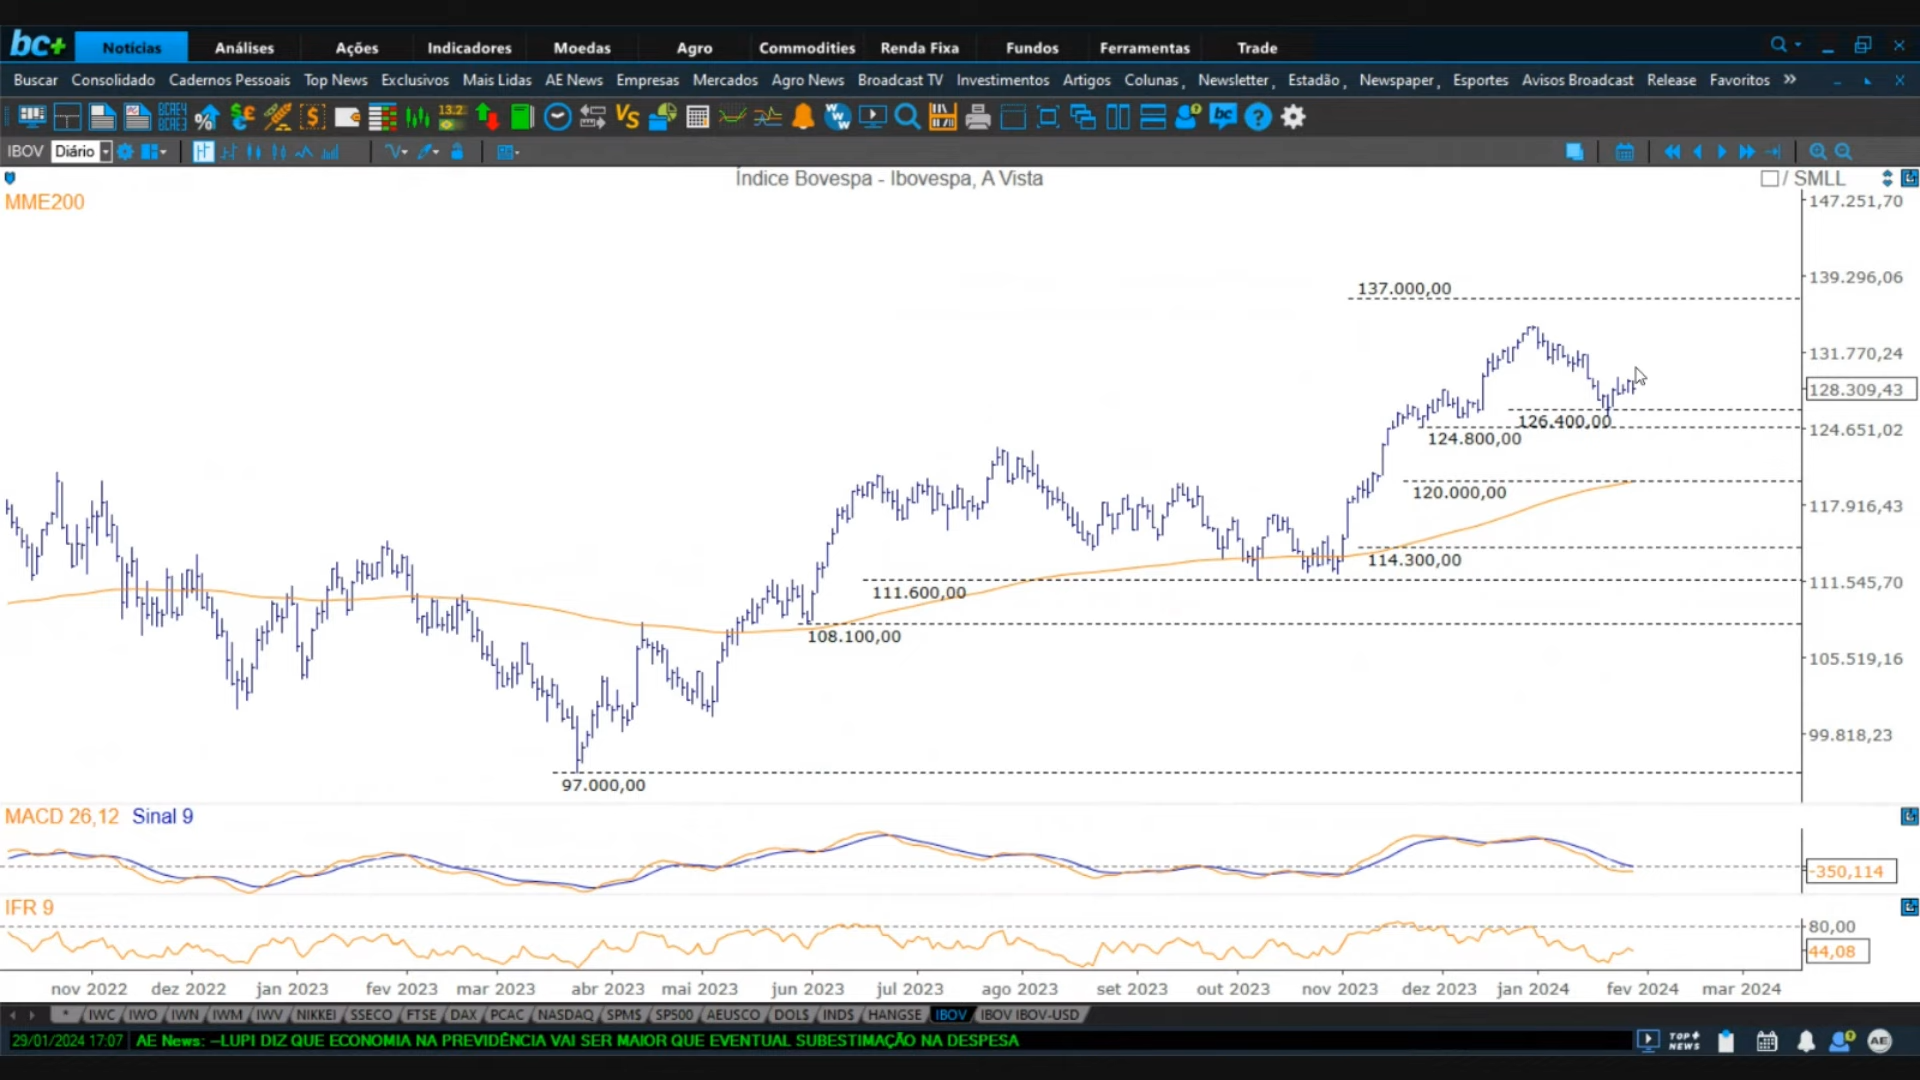 bc+ Notícias Análises Ações Indicadores Moedas Agro Commodities Renda Fixa Fundos Ferramentas Trade
Buscar Consolidado Cadernos Pessoais Top News Exclusivos Mais Lidas AE News Empresas Mercados Agro News Broadcast TV Investimentos Artigos Colunas, Newsletter, Estadão, Newspaper, Esportes Avisos Broadcast Release Favoritos »
IBOV Diário
Índice Bovespa - Ibovespa, A Vista
/ SMLL
MME200
147.251,70
139.296,06
137.000,00
131.770,24
128.309,43
126.400,00
124.651,02
124.800,00
120.000,00
117.916,43
114.300,00
111.545,70
111.600,00
108.100,00
105.519,16
99.818,23
97.000,00
MACD 26,12 Sinal 9
-350,114
IFR 9
80,00
44,08
nov 2022 dez 2022 jan 2023 fev 2023 mar 2023 abr 2023 mai 2023 jun 2023 jul 2023 ago 2023 set 2023 out 2023 nov 2023 dez 2023 jan 2024 fev 2024 mar 2024
* IWC IWO IWN IWM IWV NIKKEI SSECO FTSE DAX PCAC NASDAQ SPM$ SP500 AEUSCO DOL$ IND$ HANGSE IBOV IBOV IBOV-USD
29/01/2024 17:07 AE News: –LUPI DIZ QUE ECONOMIA NA PREVIDÊNCIA VAI SER MAIOR QUE EVENTUAL SUBESTIMAÇÃO NA DESPESA
TOP+ NEWS AE